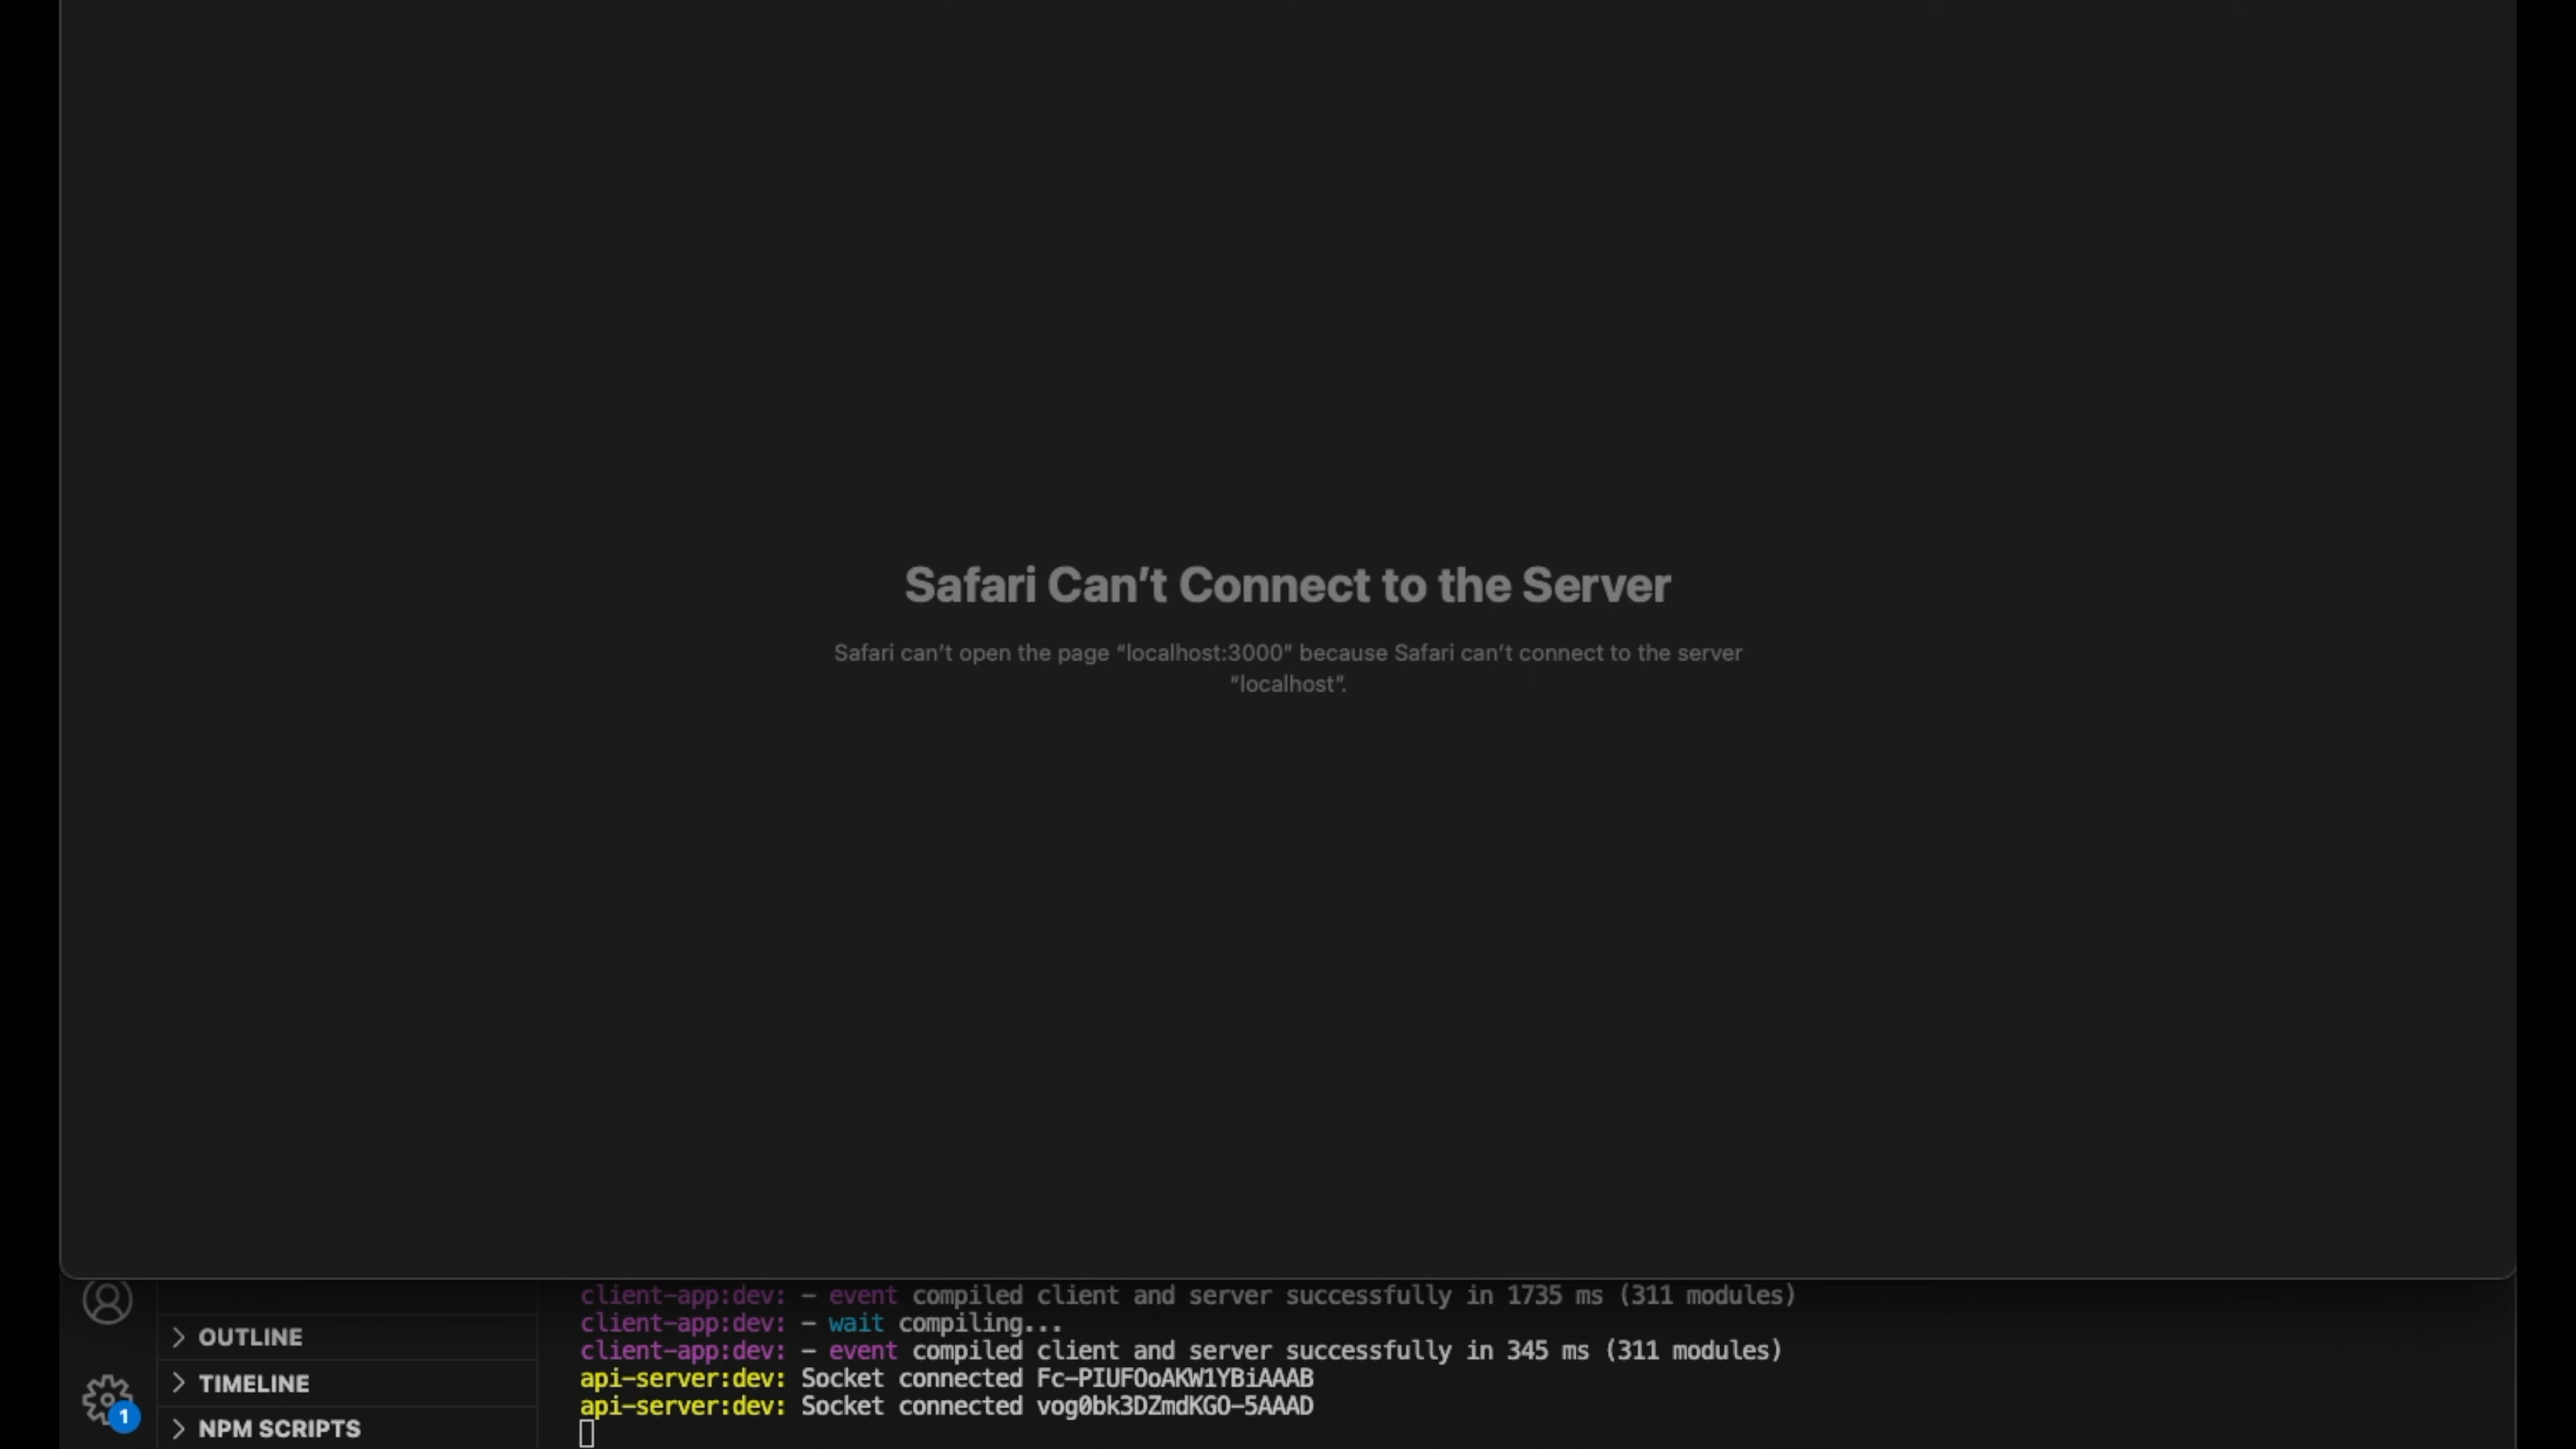 Safari Can’t Connect to the Server
Safari can’t open the page “localhost:3000” because Safari can’t connect to the server
“localhost”.
client-app:dev: - event compiled client and server successfully in 1735 ms (311 modules)
client-app:dev: - wait compiling...
client-app:dev: - event compiled client and server successfully in 345 ms (311 modules)
api-server:dev: Socket connected Fc-PIUFOoAKW1YBiAAAB
api-server:dev: Socket connected vog0bk3DZmdKGO-5AAAD
OUTLINE
TIMELINE
NPM SCRIPTS
1